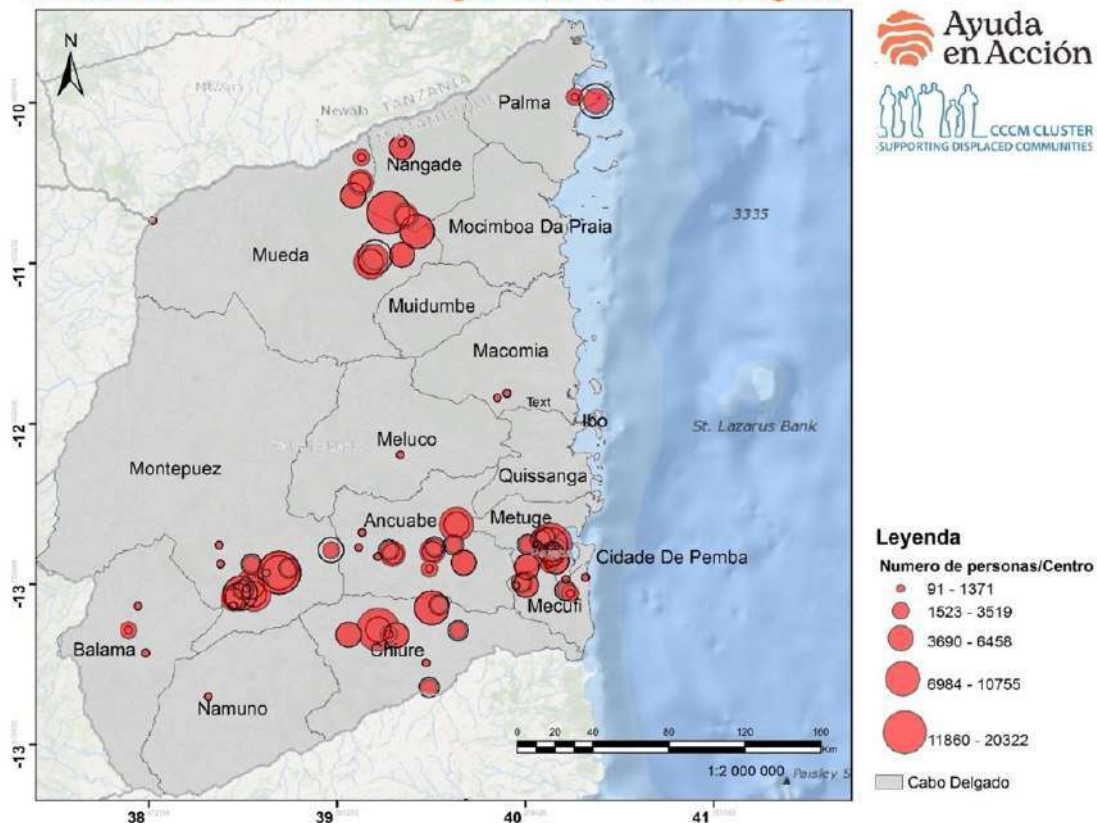 N
Ayuda
en Acción
CCCM CLUSTER
SUPPORTING DISPLACED COMMUNITIES
-10
Newala
TANZANIA
Palma
Nangade
3335
Mocimboa Da Praia
Mueda
-11
Muidumbe
Macomia
Text
-12
Ibo
St. Lazarus Bank
Meluco
Montepuez
Quissanga
Ancuabe
Metuge
Cidade De Pemba
-13
Mecufi
Balama
Chiure
Namuno
-13
0 20 40 80 120 160
Km
1:2 000 000
Paisley S
38
39
40
41
Leyenda
Numero de personas/Centro
91 - 1371
1523 - 3519
3690 - 6458
6984 - 10755
11860 - 20322
Cabo Delgado